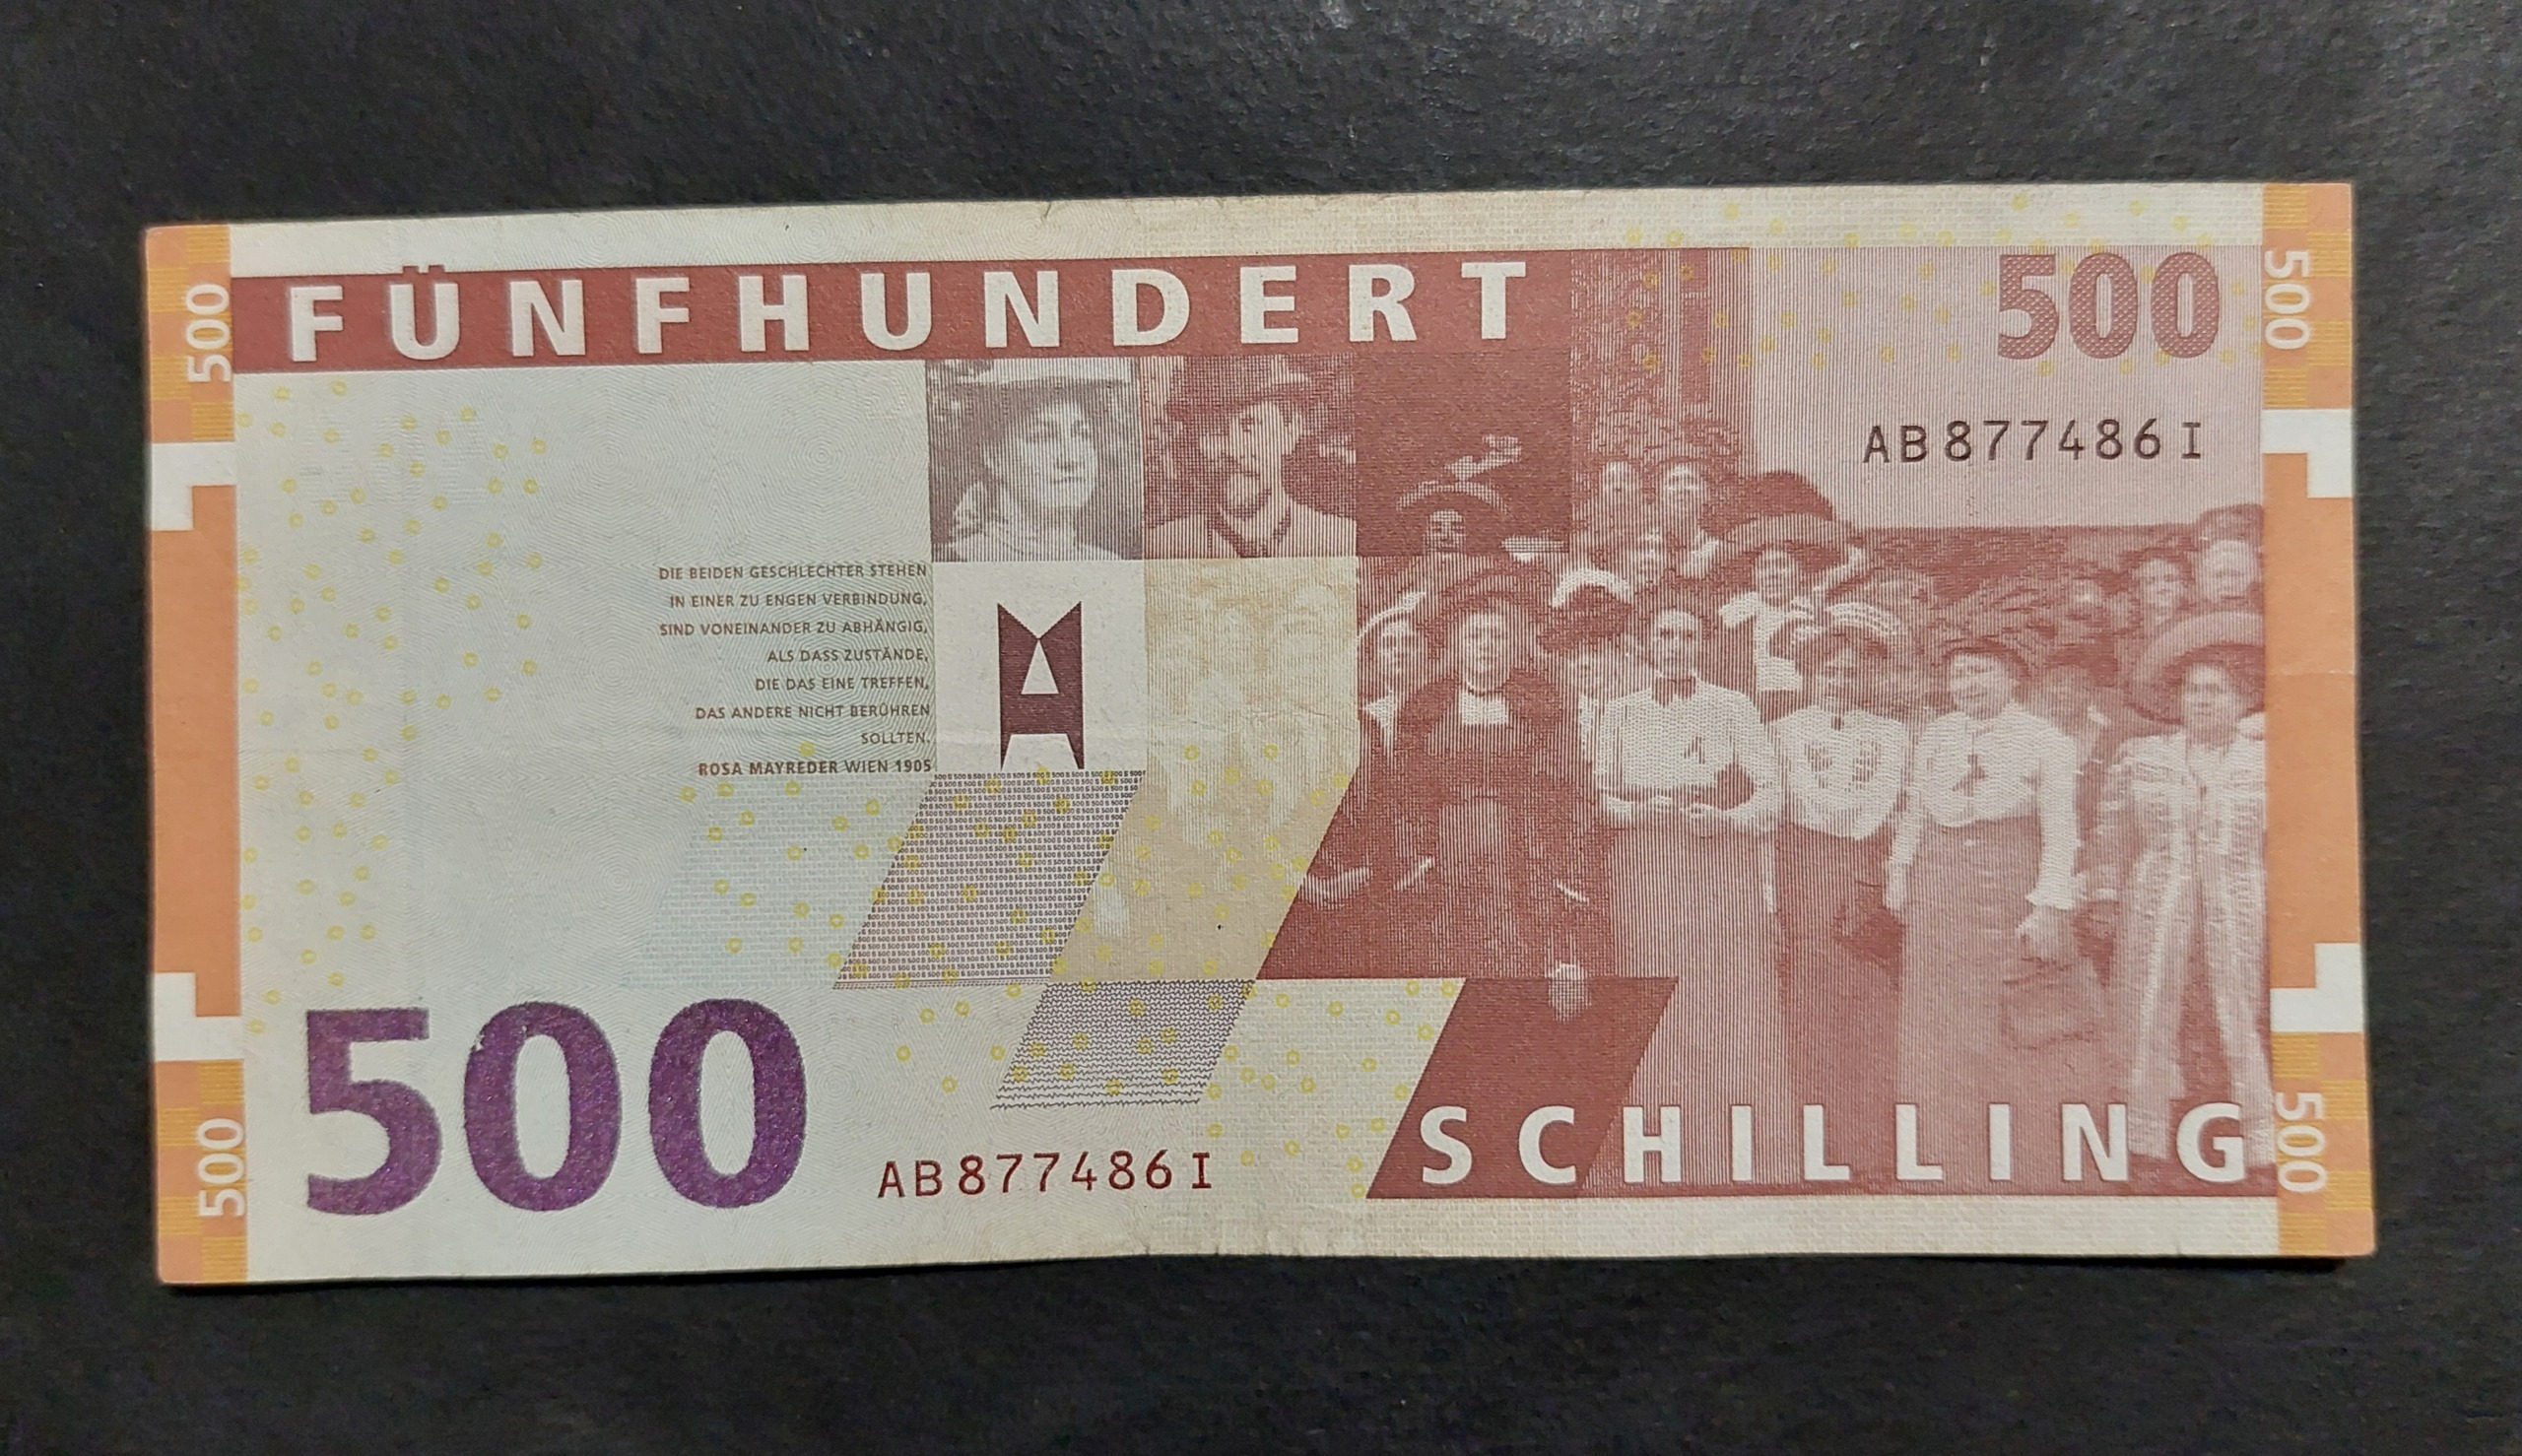 FÜNFHUNDERT
500
500
500
AB877486I
DIE BEIDEN GESCHLECHTER STEHEN
IN EINER ZU ENGEN VERBINDUNG,
SIND VONEINANDER ZU ABHÄNGIG,
ALS DASS ZUSTÄNDE,
DIE DAS EINE TREFFEN,
DAS ANDERE NICHT BERÜHREN
SOLLTEN.
ROSA MAYREDER WIEN 1905
500
AB877486I
SCHILLING
500
500